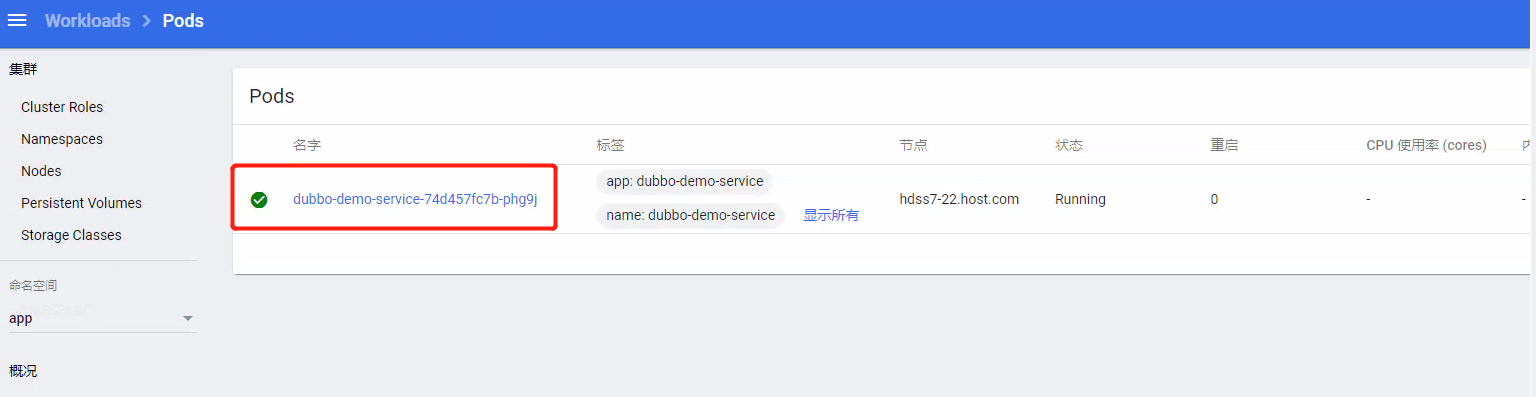 Workloads > Pods
集群
Cluster Roles
Namespaces
Nodes
Persistent Volumes
Storage Classes
命名空间
app
概况
Pods
名字 标签 节点 状态 重启 CPU 使用率 (cores)
dubbo-demo-service-74d457fc7b-phg9j app: dubbo-demo-service hdss7-22.host.com Running 0 - -
name: dubbo-demo-service 显示所有